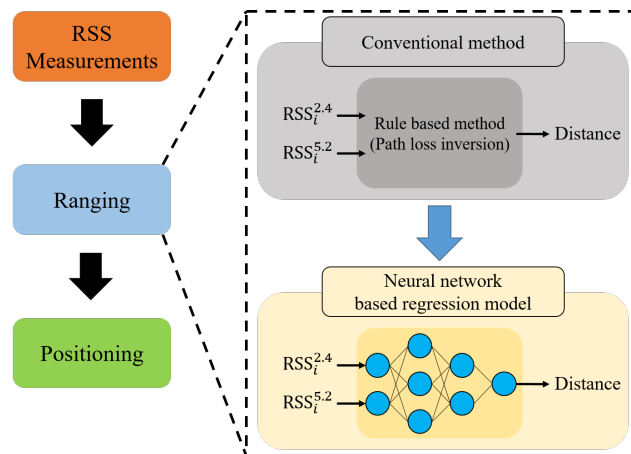 RSS
Measurements
Ranging
Positioning
Conventional method
RSS_i^2.4
RSS_i^5.2
Rule based method
(Path loss inversion)
Distance
Neural network
based regression model
RSS_i^2.4
RSS_i^5.2
Distance